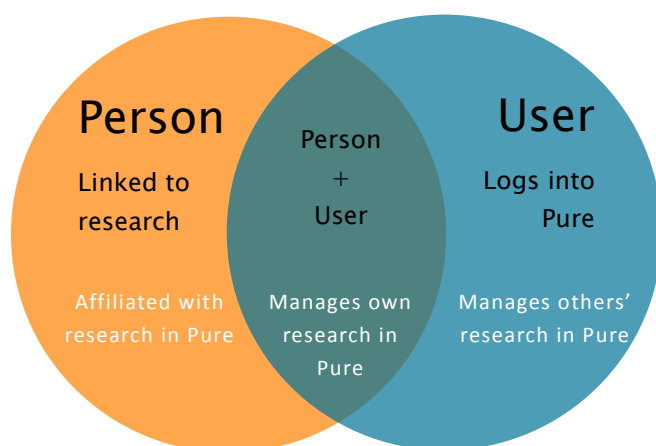 Person
Linked to
research
Affiliated with
research in Pure
Person
+
User
Manages own
research in
Pure
User
Logs into
Pure
Manages others’
research in Pure